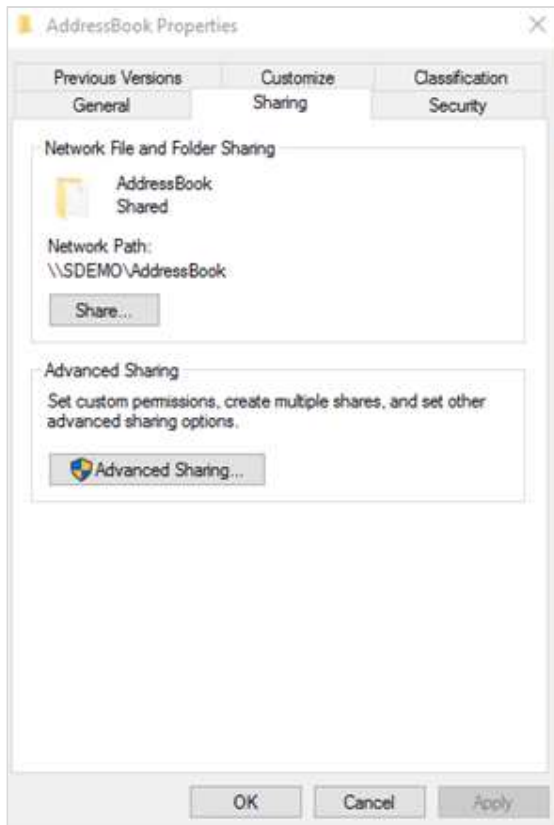 AddressBook Properties
Previous Versions
Customize
Classification
General
Sharing
Security
Network File and Folder Sharing
AddressBook
Shared
Network Path:
\\SDEMO\AddressBook
Share...
Advanced Sharing
Set custom permissions, create multiple shares, and set other
advanced sharing options.
Advanced Sharing...
OK
Cancel
Apply